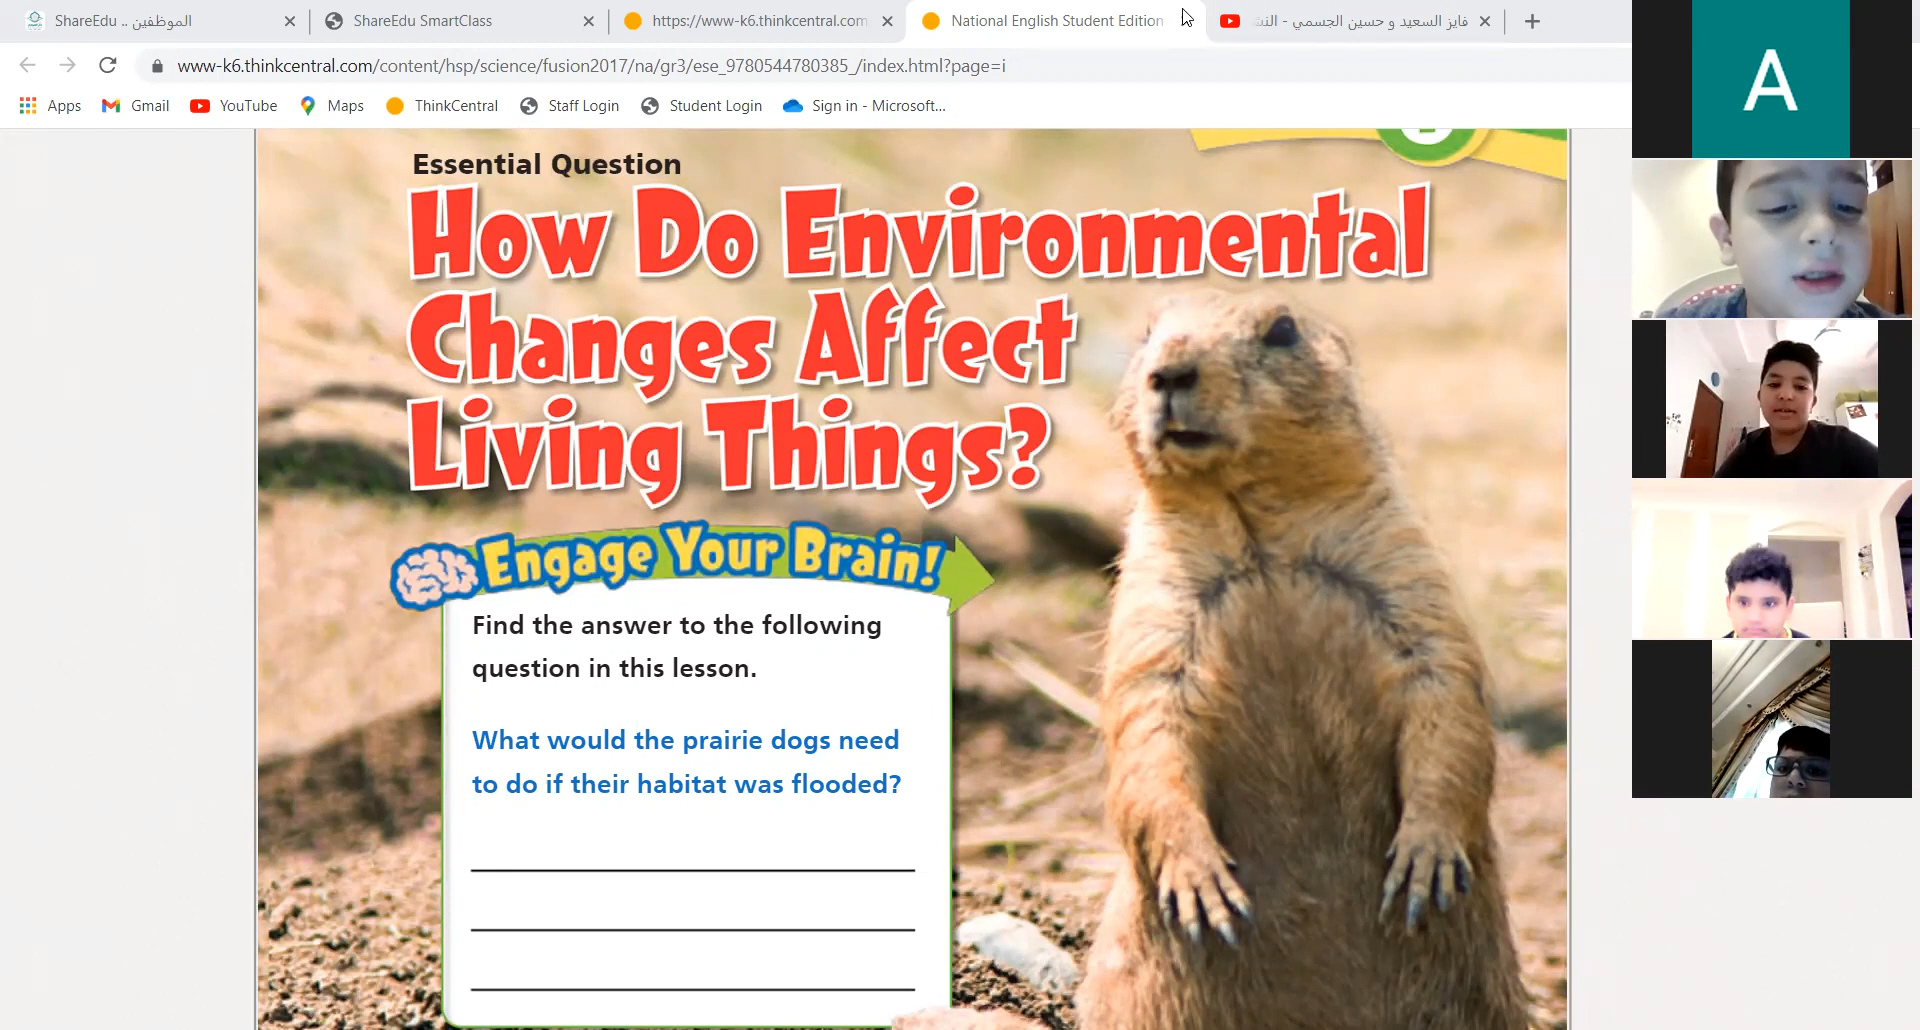 ShareEdu .. الموظفين
ShareEdu SmartClass
https://www-k6.thinkcentral.com
National English Student Edition
فايز السعيد و حسين الجسمي - النش
www-k6.thinkcentral.com/content/hsp/science/fusion2017/na/gr3/ese_9780544780385_/index.html?page=i
Apps Gmail YouTube Maps ThinkCentral Staff Login Student Login Sign in - Microsoft...
Essential Question
How Do Environmental
Changes Affect
Living Things?
Engage Your Brain!
Find the answer to the following
question in this lesson.
What would the prairie dogs need
to do if their habitat was flooded?
A